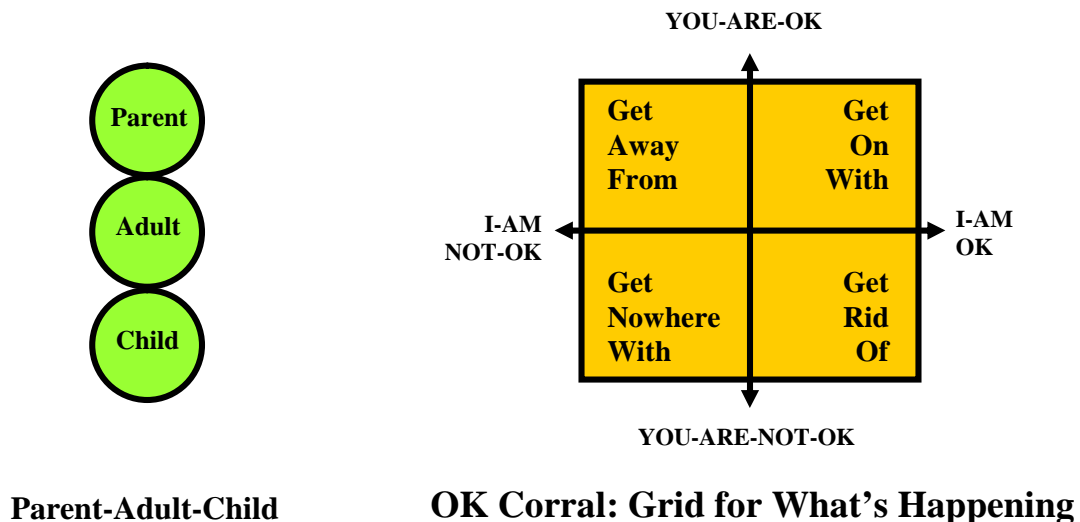 Parent
Adult
Child
Parent-Adult-Child
YOU-ARE-OK
Get
Away
From
Get
On
With
I-AM
NOT-OK
I-AM
OK
Get
Nowhere
With
Get
Rid
Of
YOU-ARE-NOT-OK
OK Corral: Grid for What’s Happening